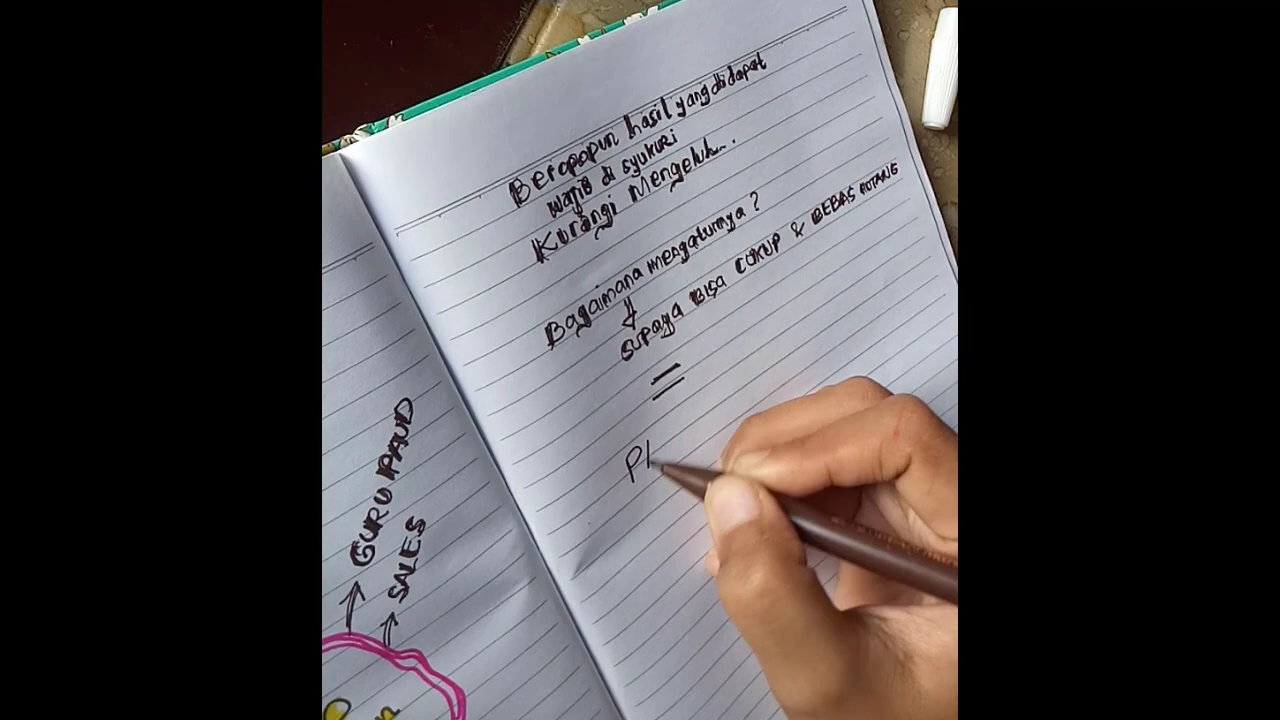 Berapapun hasil yang didapat
wajib di syukuri
Kurangi Mengeluh..
Bagaimana mengaturnya ?
supaya BISA CUKUP & BEBAS HUTANG
=
Pl
GURU PAUD
SALES